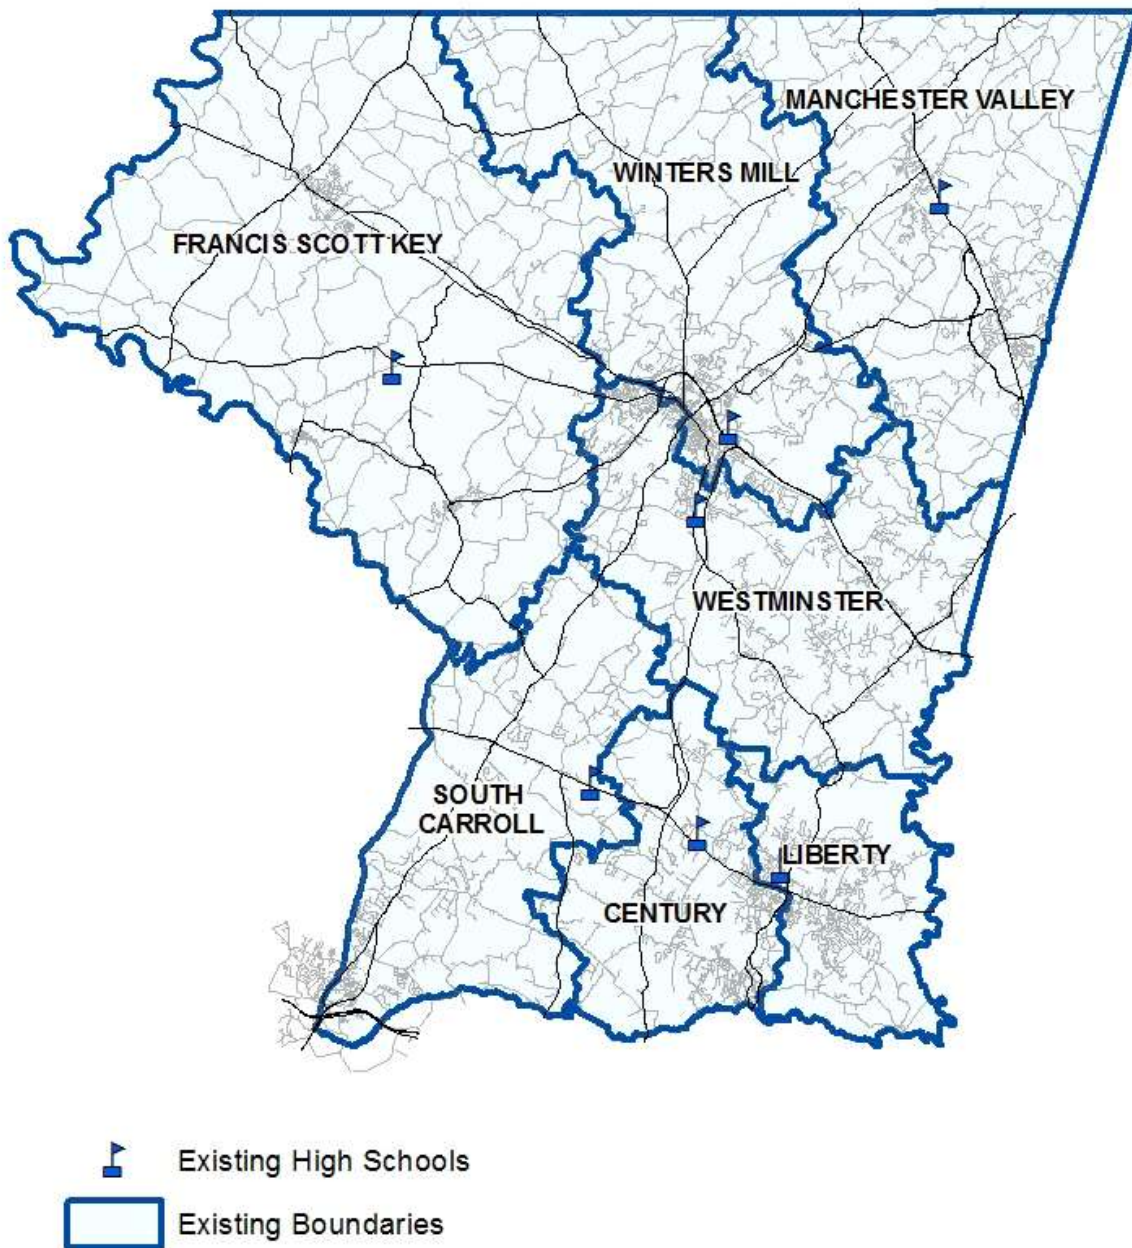 MANCHESTER VALLEY
WINTERS MILL
FRANCIS SCOTT KEY
WESTMINSTER
SOUTH
CARROLL
LIBERTY
CENTURY
Existing High Schools
Existing Boundaries